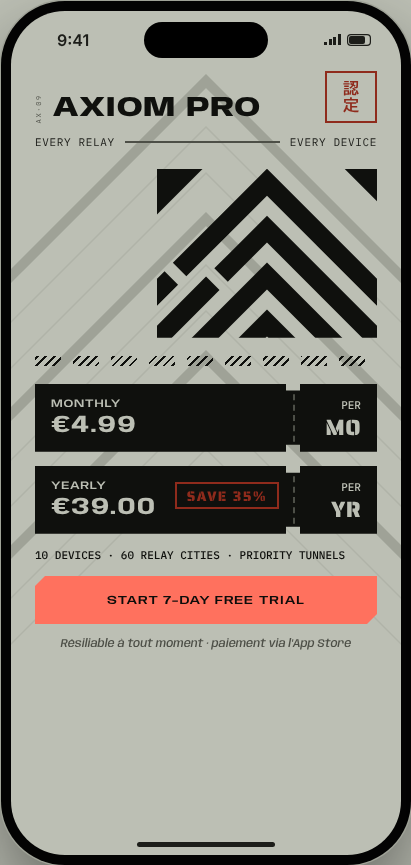 9:41
AX-09
AXIOM PRO
認定
EVERY RELAY
EVERY DEVICE
MONTHLY
€4.99
PER
MO
YEARLY
€39.00
SAVE 35%
PER
YR
10 DEVICES · 60 RELAY CITIES · PRIORITY TUNNELS
START 7-DAY FREE TRIAL
Résiliable à tout moment · paiement via l'App Store